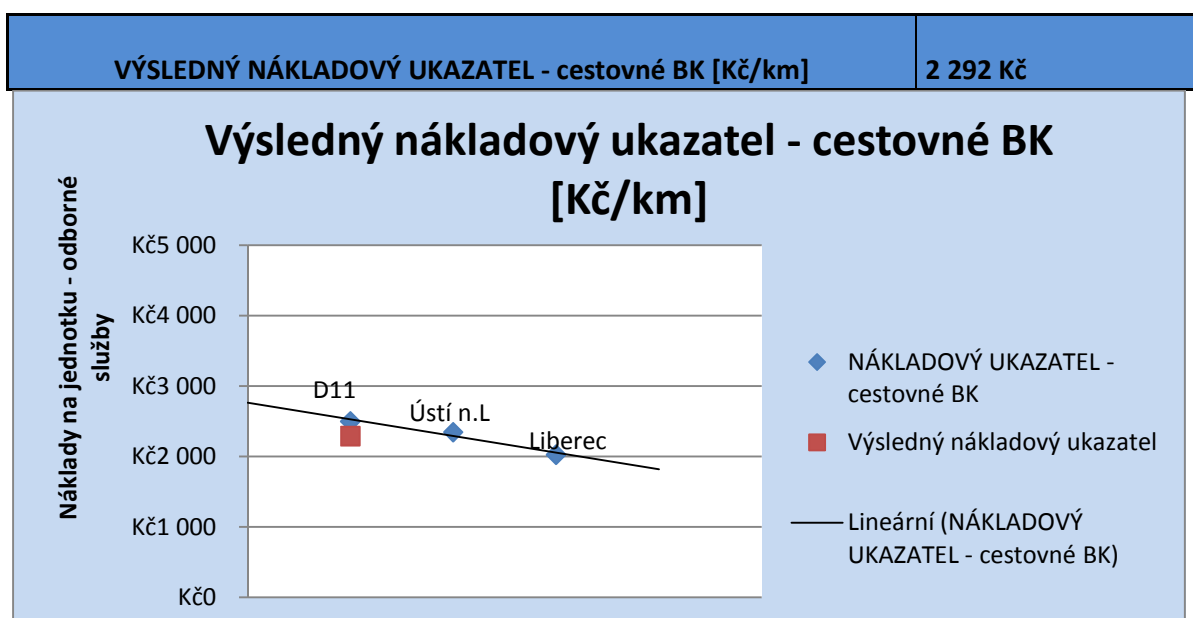 VÝSLEDNÝ NÁKLADOVÝ UKAZATEL - cestovné BK [Kč/km] 2 292 Kč
Výsledný nákladový ukazatel - cestovné BK
[Kč/km]
Náklady na jednotku - odborné
služby
Kč5 000
Kč4 000
Kč3 000
Kč2 000
Kč1 000
Kč0
D11
Ústí n.L
Liberec
NÁKLADOVÝ UKAZATEL -
cestovné BK
Výsledný nákladový ukazatel
Lineární (NÁKLADOVÝ
UKAZATEL - cestovné BK)